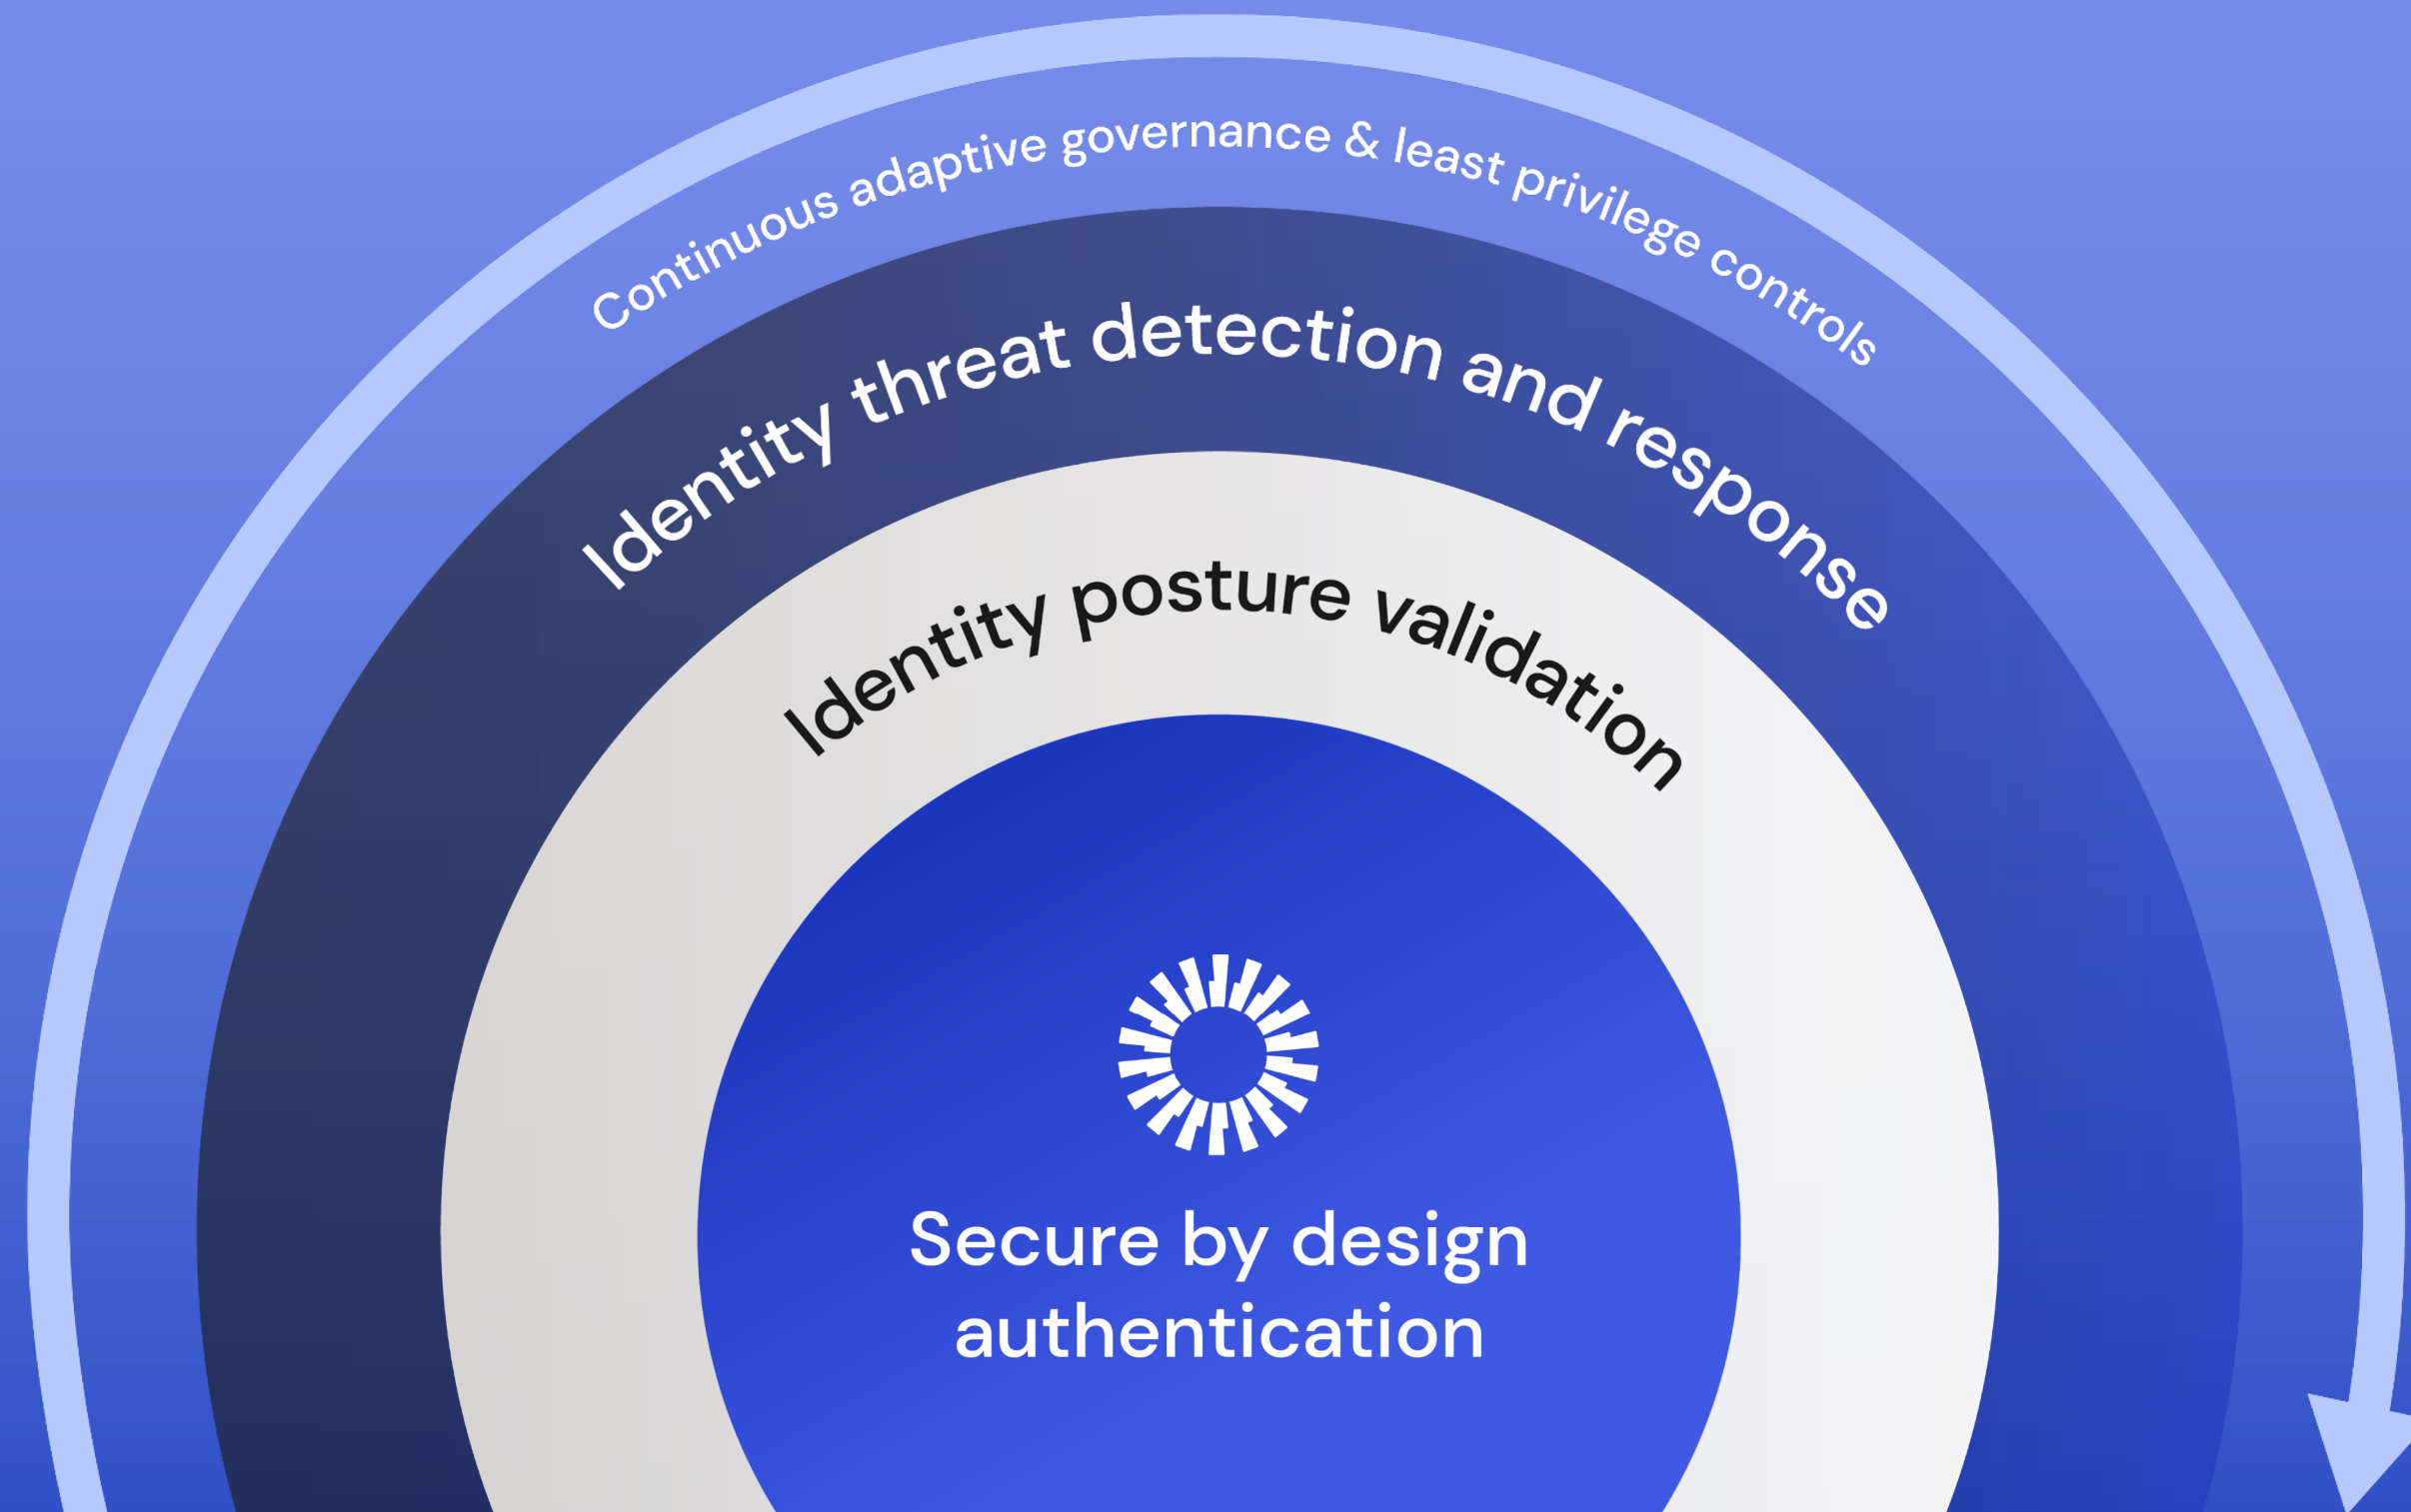 Continuous adaptive governance & least privilege controls
Identity threat detection and response
Identity posture validation
Secure by design
authentication